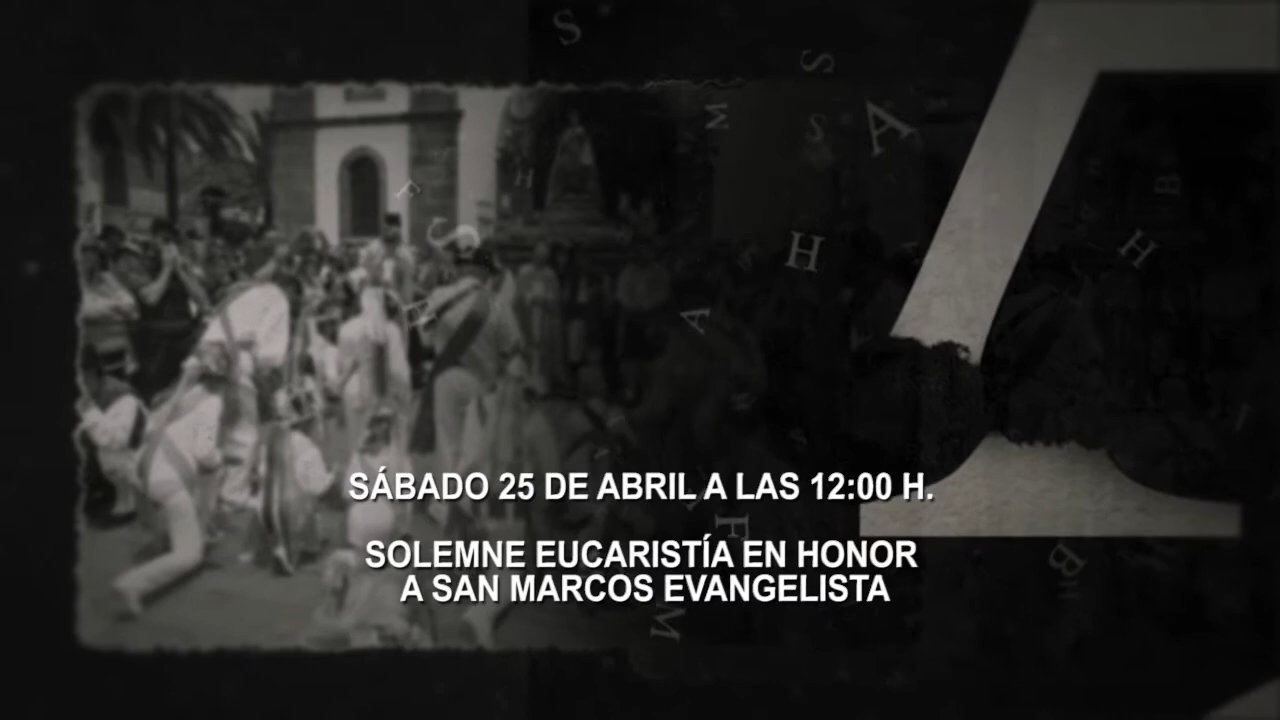 SÁBADO 25 DE ABRIL A LAS 12:00 H.
SOLEMNE EUCARISTÍA EN HONOR
A SAN MARCOS EVANGELISTA